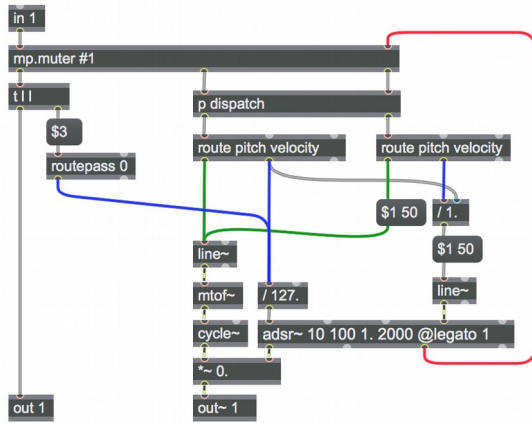 in 1
mp.muter #1
t l l
p dispatch
$3
route pitch velocity
route pitch velocity
routepass 0
$1 50
/ 1.
line~
$1 50
mtof~
/ 127.
line~
cycle~
adsr~ 10 100 1. 2000 @legato 1
*~ 0.
out 1
out~ 1